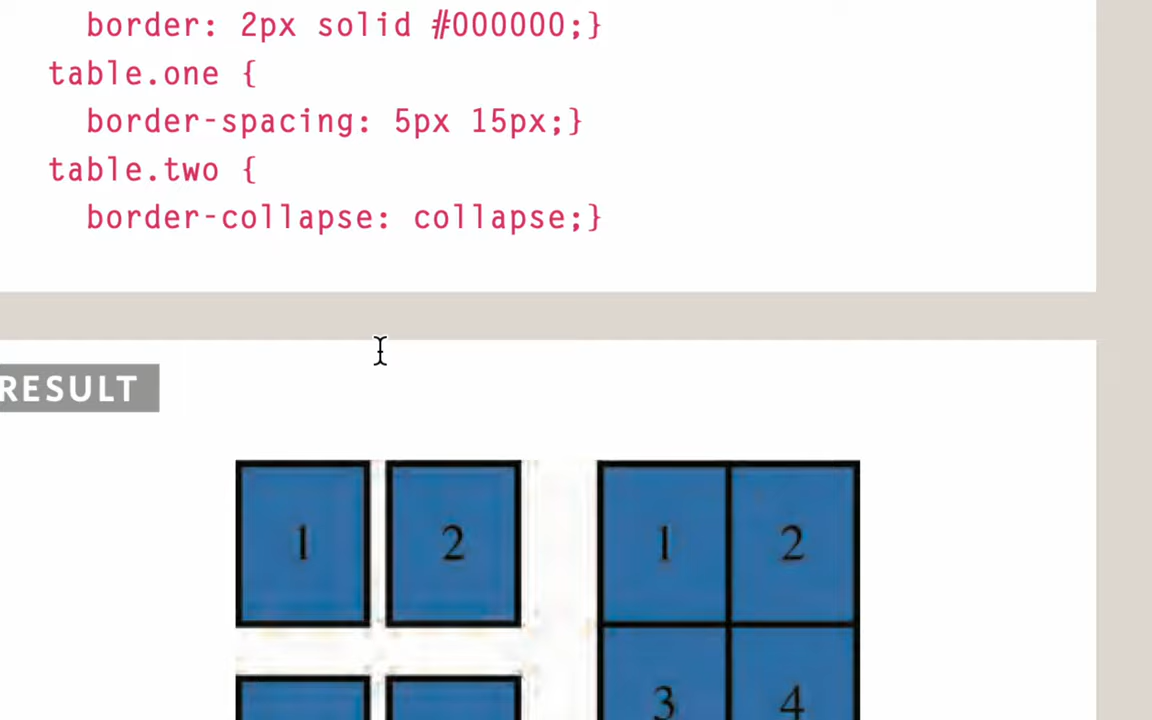 border: 2px solid #000000;}
table.one {
border-spacing: 5px 15px;}
table.two {
border-collapse: collapse;}
RESULT
1 2 1 2
3 4